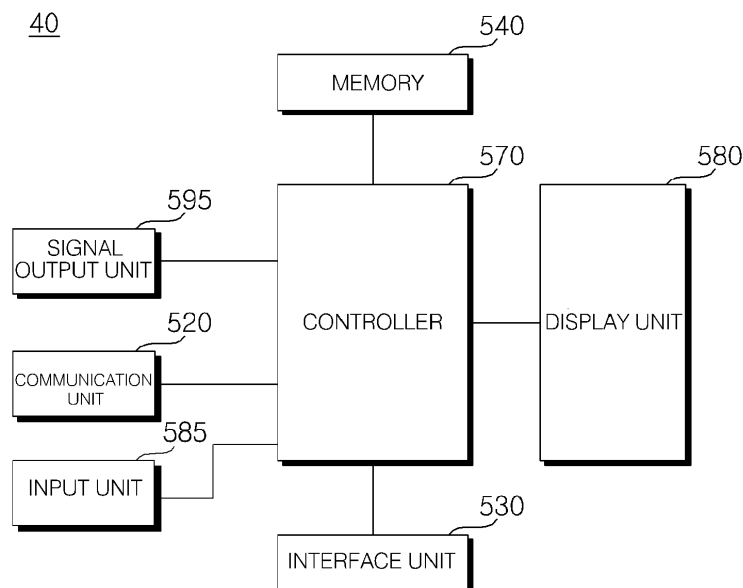 40
540
MEMORY
570
580
595
SIGNAL
OUTPUT UNIT
CONTROLLER
DISPLAY UNIT
520
COMMUNICATION
UNIT
585
INPUT UNIT
530
INTERFACE UNIT